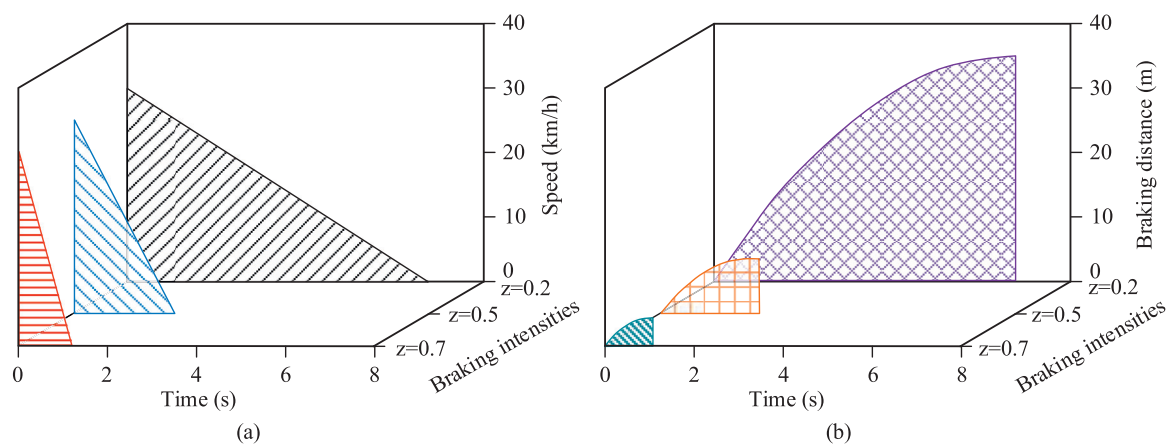 40
30
20
10
0
Speed (km/h)
z=0.2
z=0.5
z=0.7
Braking intensities
0
2
4
6
8
Time (s)
(a)
40
30
20
10
0
Braking distance (m)
z=0.2
z=0.5
z=0.7
Braking intensities
0
2
4
6
8
Time (s)
(b)